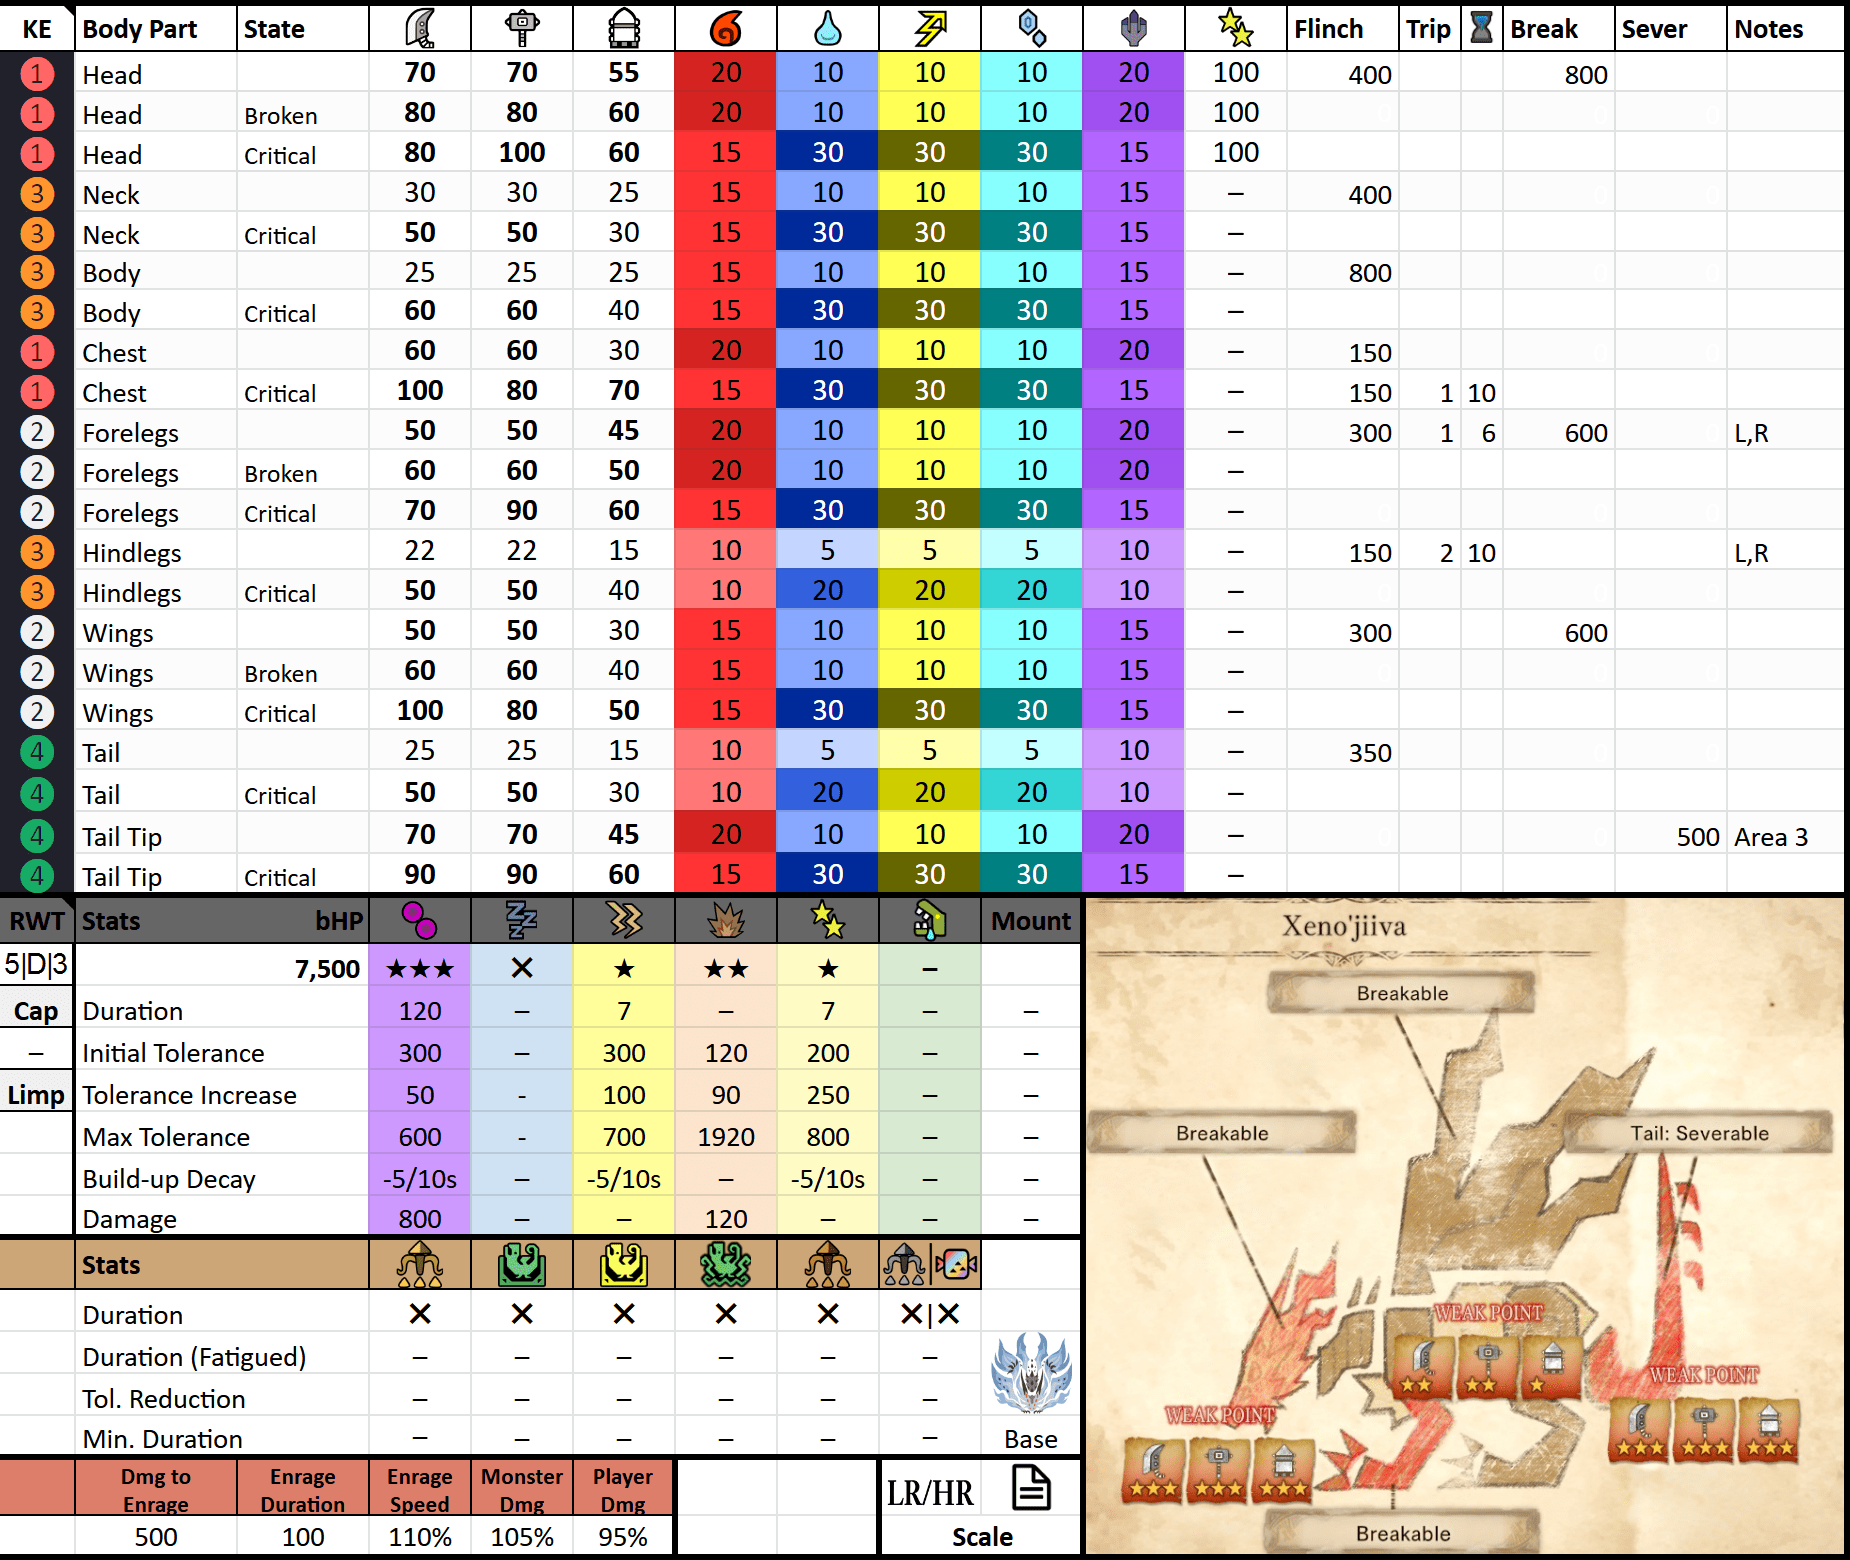 KE Body Part State Flinch Trip Break Sever Notes
1 Head 70 70 55 20 10 10 10 20 100 400 800
1 Head Broken 80 80 60 20 10 10 10 20 100
1 Head Critical 80 100 60 15 30 30 30 15 100
3 Neck 30 30 25 15 10 10 10 15 – 400
3 Neck Critical 50 50 30 15 30 30 30 15 –
3 Body 25 25 25 15 10 10 10 15 – 800
3 Body Critical 60 60 40 15 30 30 30 15 –
1 Chest 60 60 30 20 10 10 10 20 – 150
1 Chest Critical 100 80 70 15 30 30 30 15 – 150 1 10
2 Forelegs 50 50 45 20 10 10 10 20 – 300 1 6 600 L,R
2 Forelegs Broken 60 60 50 20 10 10 10 20 –
2 Forelegs Critical 70 90 60 15 30 30 30 15 –
3 Hindlegs 22 22 15 10 5 5 5 10 – 150 2 10 L,R
3 Hindlegs Critical 50 50 40 10 20 20 20 10 –
2 Wings 50 50 30 15 10 10 10 15 – 300 600
2 Wings Broken 60 60 40 15 10 10 10 15 –
2 Wings Critical 100 80 50 15 30 30 30 15 –
4 Tail 25 25 15 10 5 5 5 10 – 350
4 Tail Critical 50 50 30 10 20 20 20 10 –
4 Tail Tip 70 70 45 20 10 10 10 20 – 500 Area 3
4 Tail Tip Critical 90 90 60 15 30 30 30 15 –
RWT Stats bHP Mount
5|D|3 7,500 ★★★ ✕ ★ ★★ ★ –
Cap Duration 120 – 7 – 7 – –
– Initial Tolerance 300 – 300 120 200 – –
Limp Tolerance Increase 50 - 100 90 250 – –
Max Tolerance 600 - 700 1920 800 – –
Build-up Decay -5/10s – -5/10s – -5/10s – –
Damage 800 – – 120 – – –
Stats
Duration ✕ ✕ ✕ ✕ ✕ ✕|✕
Duration (Fatigued) – – – – – –
Tol. Reduction – – – – – –
Min. Duration – – – – – – Base
Dmg to Enrage Enrage Duration Enrage Speed Monster Dmg Player Dmg LR/HR
500 100 110% 105% 95% Scale
Xeno'jiiva
Breakable
Breakable
Tail: Severable
WEAK POINT
WEAK POINT
WEAK POINT
Breakable